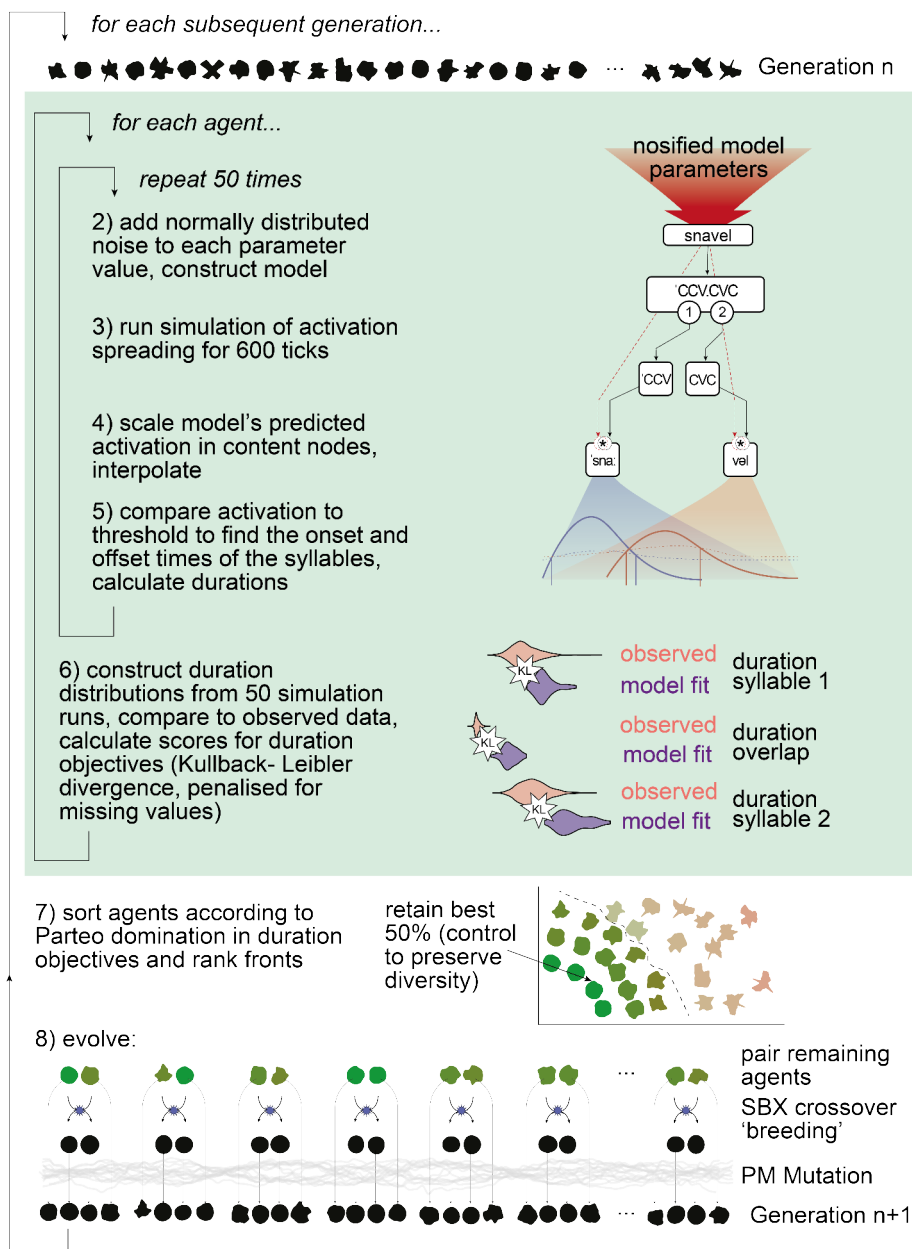 for each subsequent generation...
... Generation n
for each agent...
repeat 50 times
2) add normally distributed
noise to each parameter
value, construct model
3) run simulation of activation
spreading for 600 ticks
4) scale model's predicted
activation in content nodes,
interpolate
5) compare activation to
threshold to find the onset and
offset times of the syllables,
calculate durations
nosified model
parameters
snavel
ˈCCV.CVC
1 2
ˈCCV CVC
* *
ˈsnaː vəl
6) construct duration
distributions from 50 simulation
runs, compare to observed data,
calculate scores for duration
objectives (Kullback- Leibler
divergence, penalised for
missing values)
KL
observed
model fit
duration
syllable 1
KL
observed
model fit
duration
overlap
KL
observed
model fit
duration
syllable 2
7) sort agents according to
Parteo domination in duration
objectives and rank fronts
retain best
50% (control
to preserve
diversity)
8) evolve:
... pair remaining
agents
SBX crossover
'breeding'
PM Mutation
... Generation n+1